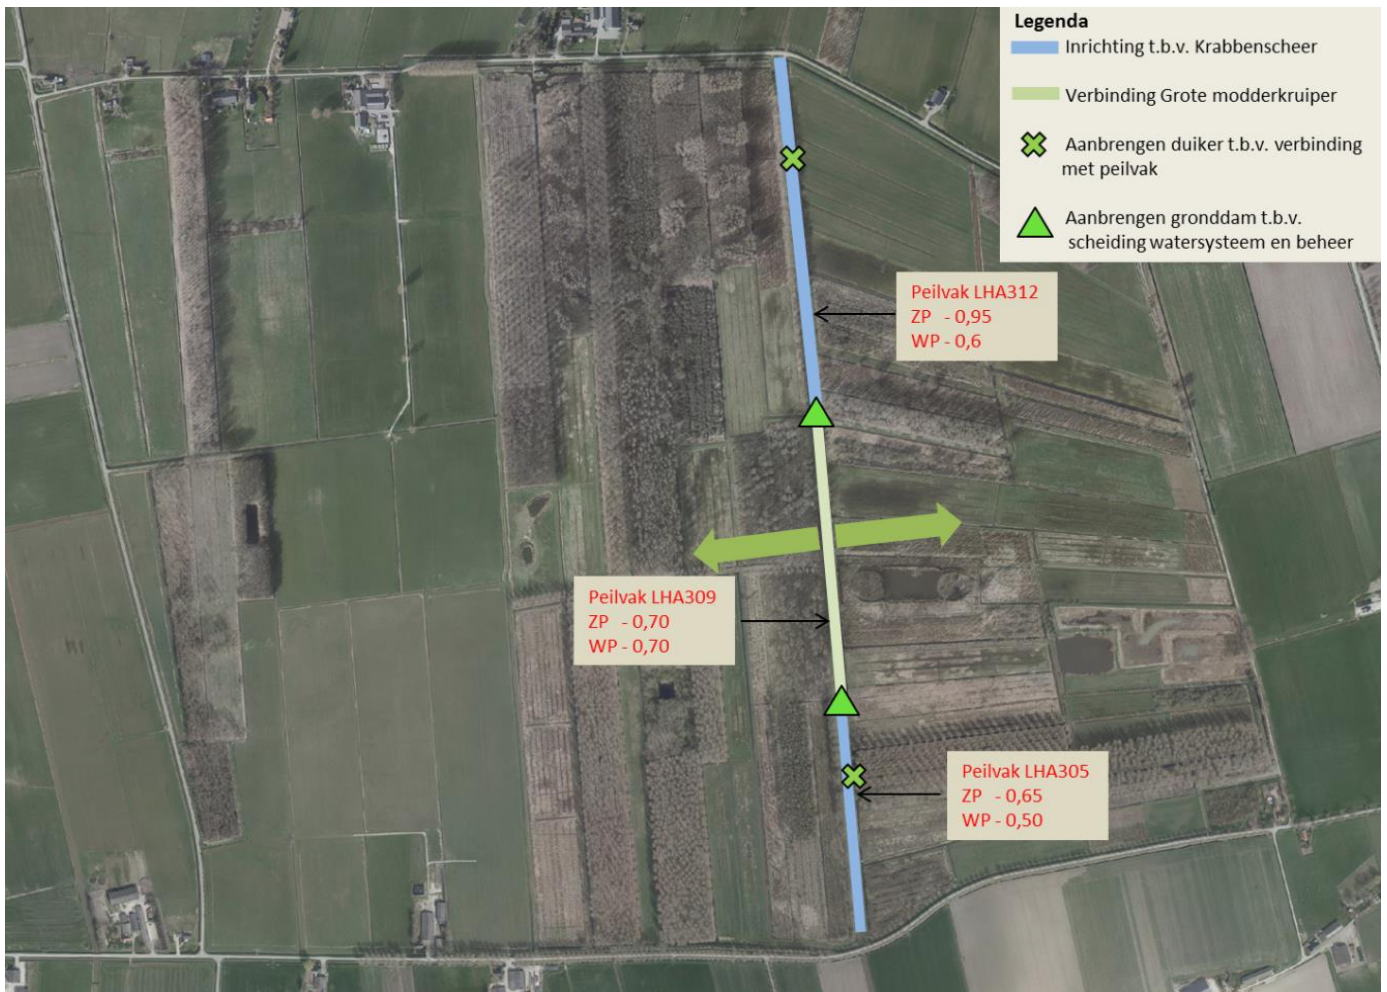 Legenda
Inrichting t.b.v. Krabbenscheer
Verbinding Grote modderkruiper
Aanbrengen duiker t.b.v. verbinding
met peilvak
Aanbrengen gronddam t.b.v.
scheiding watersysteem en beheer
Peilvak LHA312
ZP - 0,95
WP - 0,6
Peilvak LHA309
ZP - 0,70
WP - 0,70
Peilvak LHA305
ZP - 0,65
WP - 0,50